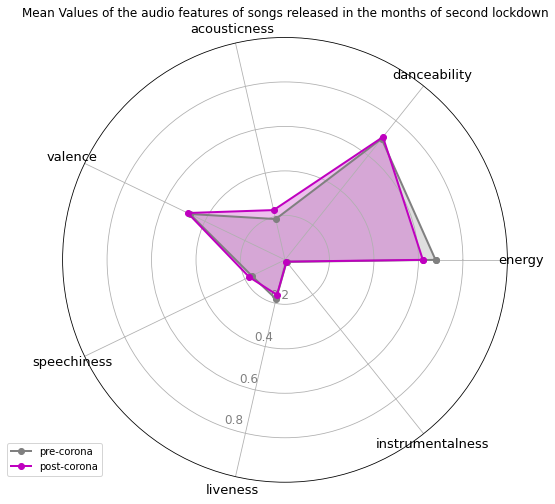 Mean Values of the audio features of songs released in the months of second lockdown
acousticness
danceability
valence
energy
2
0.4
0.6
0.8
speechiness
instrumentalness
liveness
pre-corona
post-corona